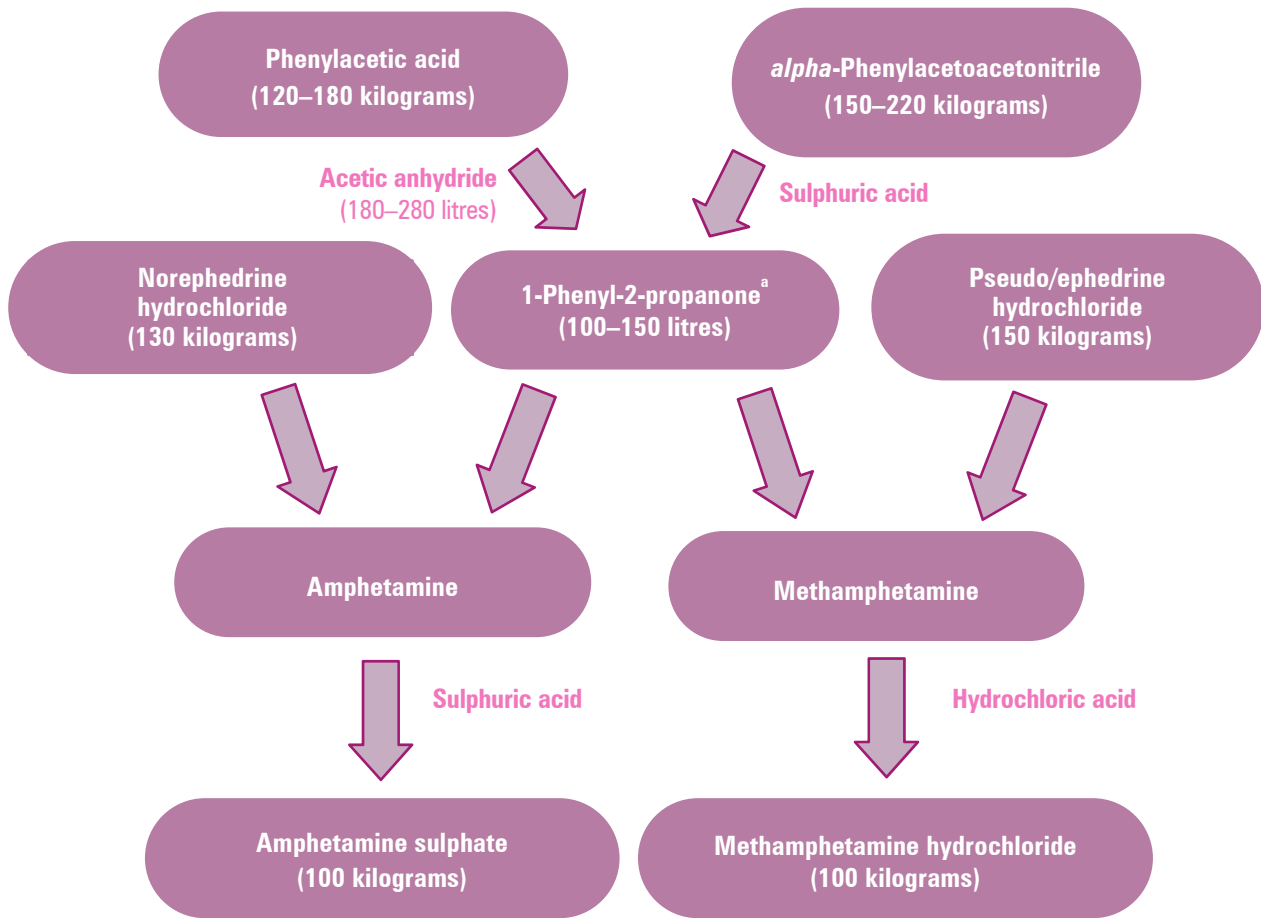 Phenylacetic acid
(120–180 kilograms)
alpha-Phenylacetoacetonitrile
(150–220 kilograms)
Acetic anhydride
(180–280 litres)
Sulphuric acid
Norephedrine
hydrochloride
(130 kilograms)
1-Phenyl-2-propanoneᵃ
(100–150 litres)
Pseudo/ephedrine
hydrochloride
(150 kilograms)
Amphetamine
Methamphetamine
Sulphuric acid
Hydrochloric acid
Amphetamine sulphate
(100 kilograms)
Methamphetamine hydrochloride
(100 kilograms)